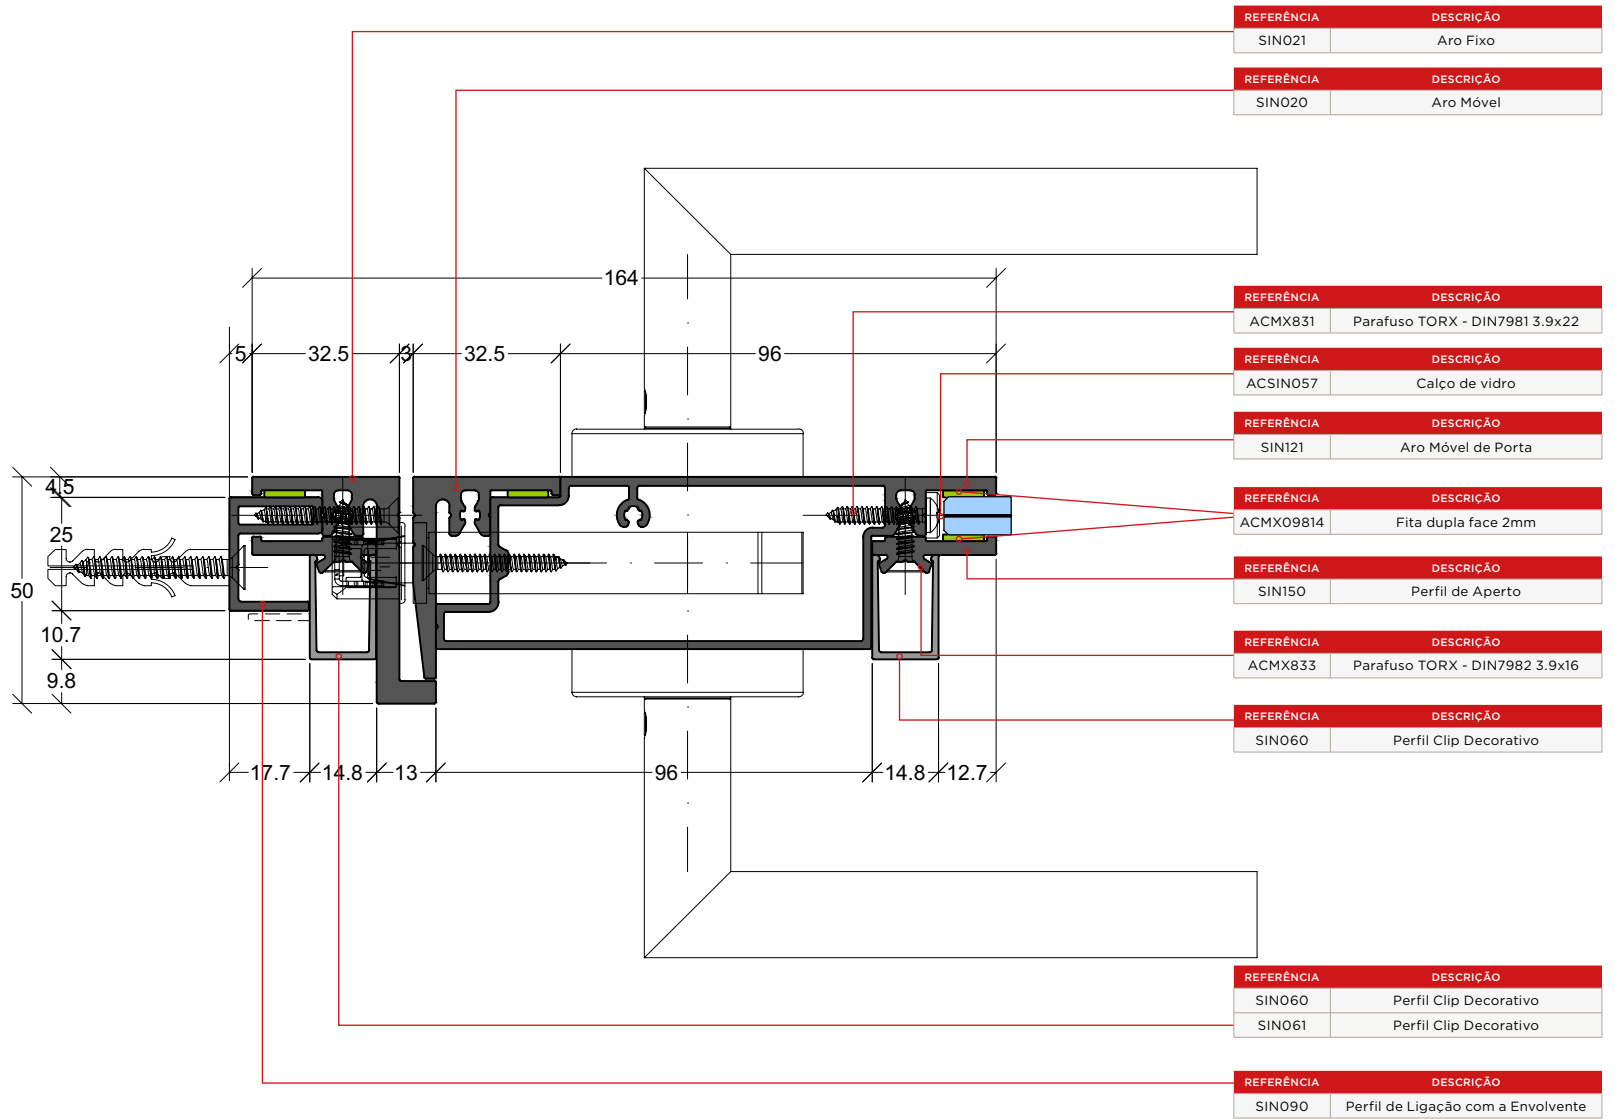 REFERÊNCIA DESCRIÇÃO
SIN021 Aro Fixo
REFERÊNCIA DESCRIÇÃO
SIN020 Aro Móvel
164
REFERÊNCIA DESCRIÇÃO
ACMX831 Parafuso TORX - DIN7981 3.9x22
5 32.5 3 32.5 96
REFERÊNCIA DESCRIÇÃO
ACSIN057 Calço de vidro
REFERÊNCIA DESCRIÇÃO
SIN121 Aro Móvel de Porta
4.5
REFERÊNCIA DESCRIÇÃO
ACMX09814 Fita dupla face 2mm
25
50
REFERÊNCIA DESCRIÇÃO
SIN150 Perfil de Aperto
10.7
REFERÊNCIA DESCRIÇÃO
ACMX833 Parafuso TORX - DIN7982 3.9x16
9.8
REFERÊNCIA DESCRIÇÃO
SIN060 Perfil Clip Decorativo
17.7 14.8 13 96 14.8 12.7
REFERÊNCIA DESCRIÇÃO
SIN060 Perfil Clip Decorativo
SIN061 Perfil Clip Decorativo
REFERÊNCIA DESCRIÇÃO
SIN090 Perfil de Ligação com a Envolvente